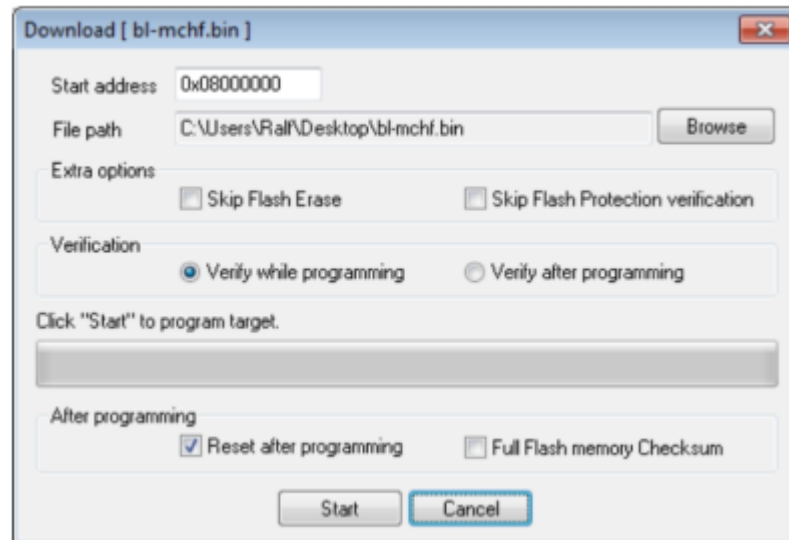 Download [ bl-mchf.bin ]
Start address 0x08000000
File path C:\Users\Ralf\Desktop\bl-mchf.bin Browse
Extra options
Skip Flash Erase Skip Flash Protection verification
Verification
Verify while programming Verify after programming
Click "Start" to program target.
After programming
Reset after programming Full Flash memory Checksum
Start Cancel